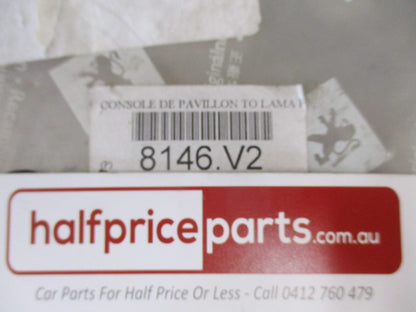 CONSOLE DE PAVILLON TO LAMA
8146.V2
halfpriceparts.com.au
Car Parts For Half Price Or Less - Call 0412 760 479